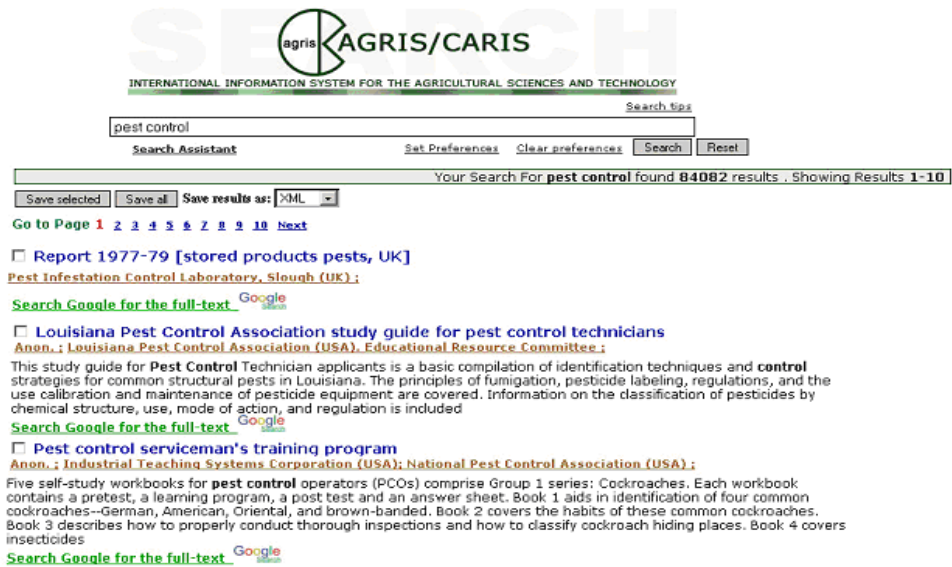 SEARCH
agris AGRIS/CARIS
INTERNATIONAL INFORMATION SYSTEM FOR THE AGRICULTURAL SCIENCES AND TECHNOLOGY
Search tips
pest control
Search Assistant Set Preferences Clear preferences Search Reset
Your Search For pest control found 84082 results . Showing Results 1-10
Save selected Save all Save results as: XML
Go to Page 1 2 3 4 5 6 7 8 9 10 Next
Report 1977-79 [stored products pests, UK]
Pest Infestation Control Laboratory, Slough (UK) ;
Search Google for the full-text Google Search
Louisiana Pest Control Association study guide for pest control technicians
Anon. ; Louisiana Pest Control Association (USA). Educational Resource Committee ;
This study guide for Pest Control Technician applicants is a basic compilation of identification techniques and control
strategies for common structural pests in Louisiana. The principles of fumigation, pesticide labeling, regulations, and the
use calibration and maintenance of pesticide equipment are covered. Information on the classification of pesticides by
chemical structure, use, mode of action, and regulation is included
Search Google for the full-text Google Search
Pest control serviceman's training program
Anon. ; Industrial Teaching Systems Corporation (USA); National Pest Control Association (USA) ;
Five self-study workbooks for pest control operators (PCOs) comprise Group 1 series: Cockroaches. Each workbook
contains a pretest, a learning program, a post test and an answer sheet. Book 1 aids in identification of four common
cockroaches--German, American, Oriental, and brown-banded. Book 2 covers the habits of these common cockroaches.
Book 3 describes how to properly conduct thorough inspections and how to classify cockroach hiding places. Book 4 covers
insecticides
Search Google for the full-text Google Search